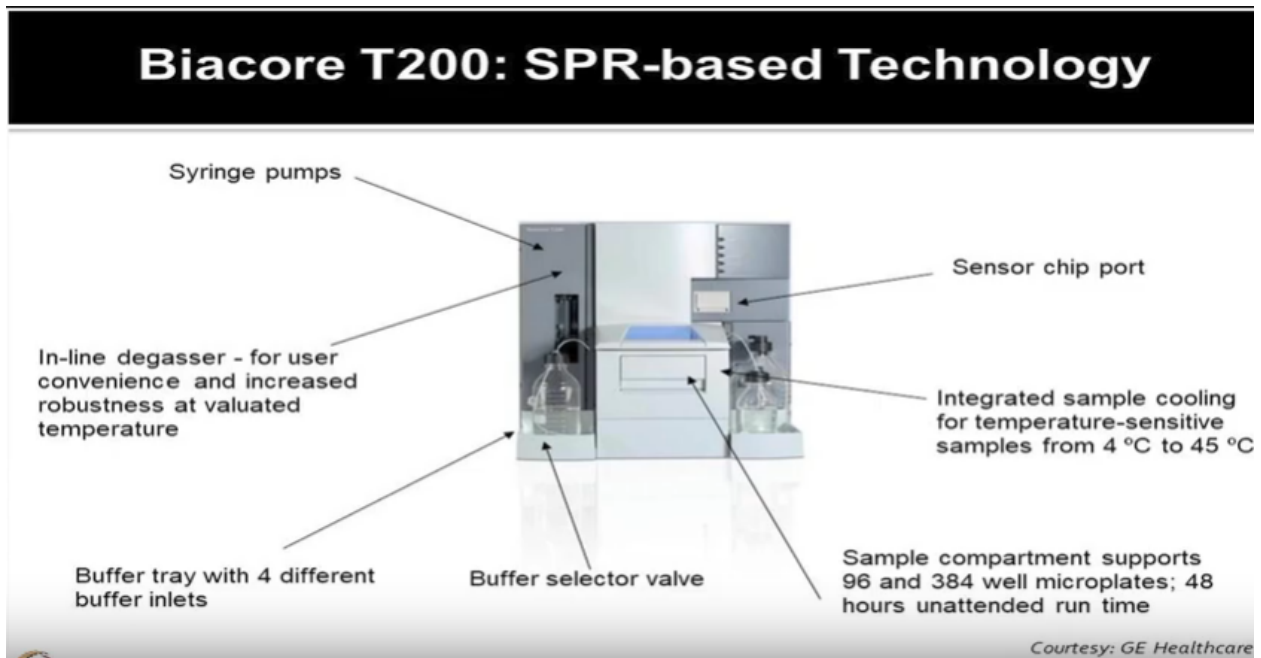 Biacore T200: SPR-based Technology
Syringe pumps
Sensor chip port
In-line degasser - for user
convenience and increased
robustness at valuated
temperature
Integrated sample cooling
for temperature-sensitive
samples from 4 ºC to 45 ºC
Buffer tray with 4 different
buffer inlets
Buffer selector valve
Sample compartment supports
96 and 384 well microplates; 48
hours unattended run time
Courtesy: GE Healthcare